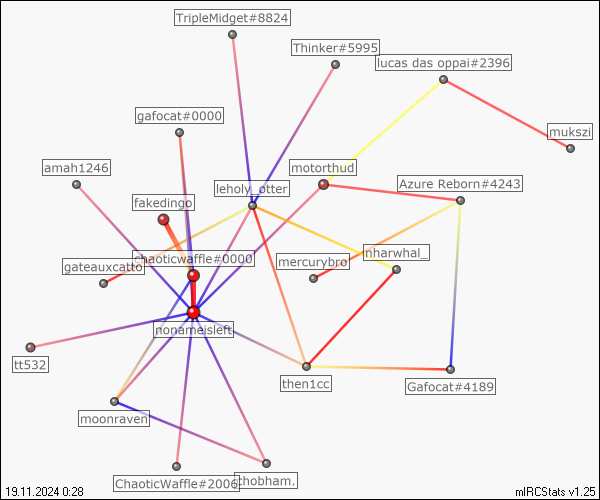 TripleMidget#8824
Thinker#5995
lucas das oppai#2396
gafocat#0000
mukszi
amah1246
motorthud
leholy_otter
Azure Reborn#4243
fakedingo
chaoticwaffle#0000
nharwhal_
gateauxcatto
mercurybro
nonameisleft
tt532
then1cc
Gafocat#4189
moonraven
ChaoticWaffle#2006
chobham.
19.11.2024 0:28
mIRCStats v1.25